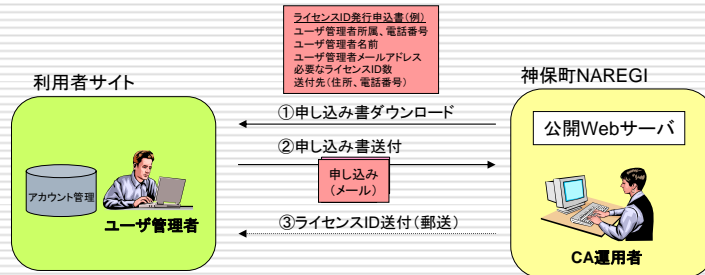 ライセンスID発行申込書(例)
ユーザ管理者所属、電話番号
ユーザ管理者名前
ユーザ管理者メールアドレス
必要なライセンスID数
送付先(住所、電話番号)
利用者サイト
神保町NAREGI
①申し込み書ダウンロード
公開Webサーバ
②申し込み書送付
申し込み
(メール)
アカウント管理
ユーザ管理者
③ライセンスID送付(郵送)
CA運用者